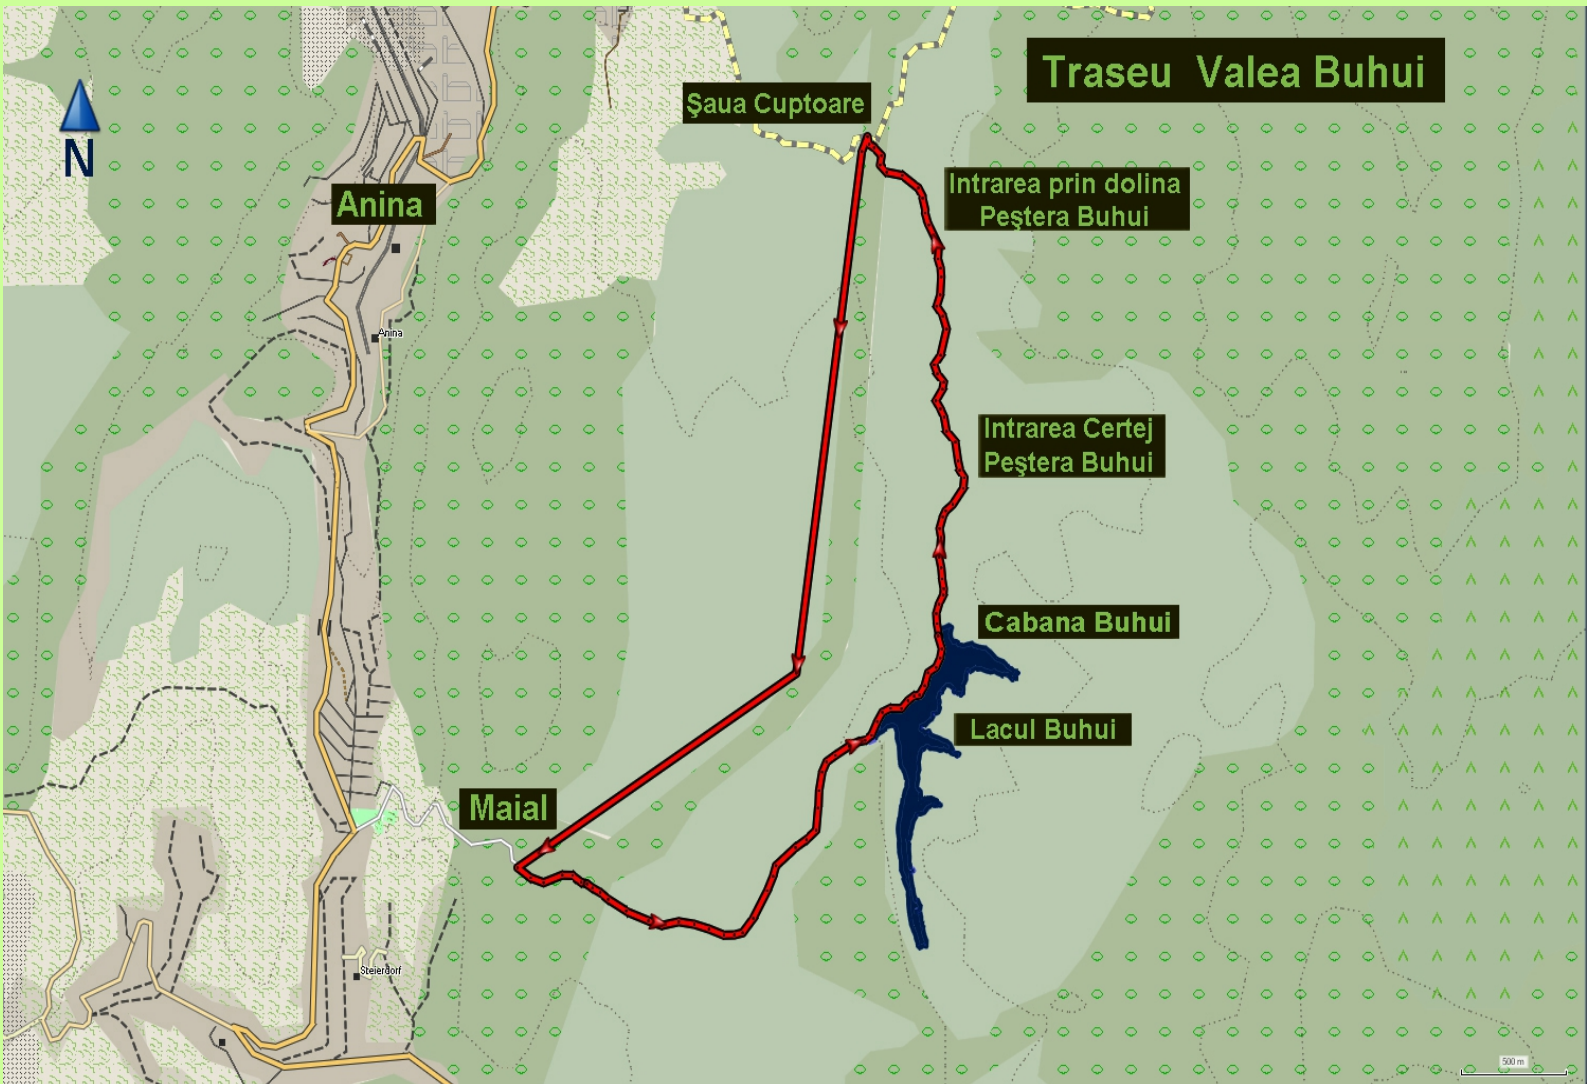 Traseu Valea Buhui
Şaua Cuptoare
N
Intrarea prin dolina
Peştera Buhui
Anina
Anina
Intrarea Certej
Peştera Buhui
Cabana Buhui
Lacul Buhui
Maial
Steierdorf
500 m